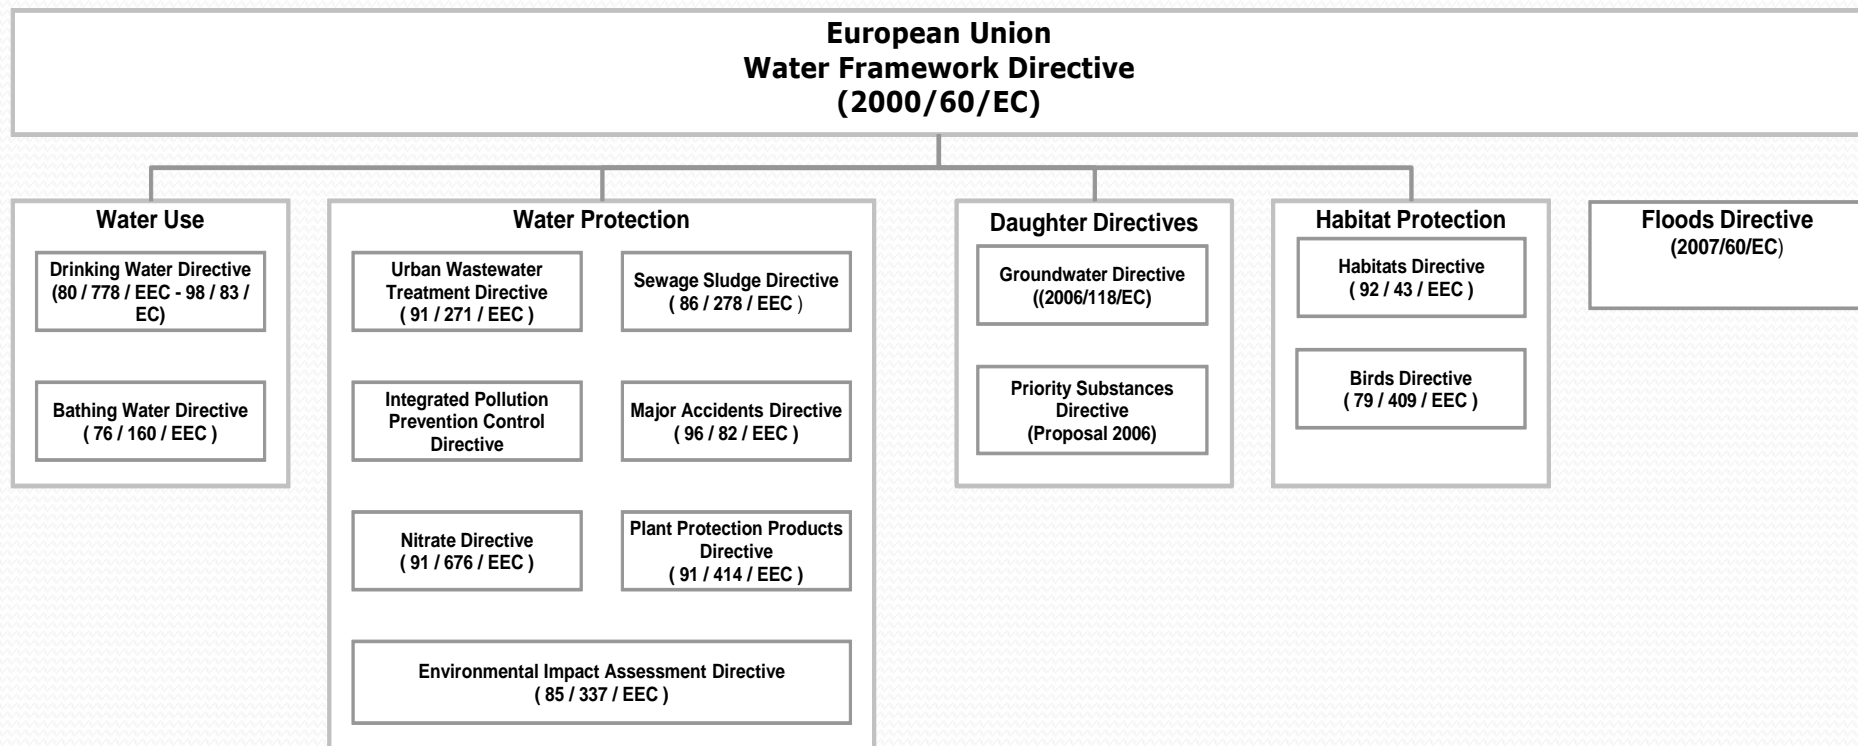 European Union
Water Framework Directive
(2000/60/EC)
Water Use
Drinking Water Directive
(80 / 778 / EEC - 98 / 83 /
EC)
Bathing Water Directive
( 76 / 160 / EEC )
Water Protection
Urban Wastewater
Treatment Directive
( 91 / 271 / EEC )
Sewage Sludge Directive
( 86 / 278 / EEC )
Integrated Pollution
Prevention Control
Directive
Major Accidents Directive
( 96 / 82 / EEC )
Nitrate Directive
( 91 / 676 / EEC )
Plant Protection Products
Directive
( 91 / 414 / EEC )
Environmental Impact Assessment Directive
( 85 / 337 / EEC )
Daughter Directives
Groundwater Directive
((2006/118/EC)
Priority Substances
Directive
(Proposal 2006)
Habitat Protection
Habitats Directive
( 92 / 43 / EEC )
Birds Directive
( 79 / 409 / EEC )
Floods Directive
(2007/60/EC)